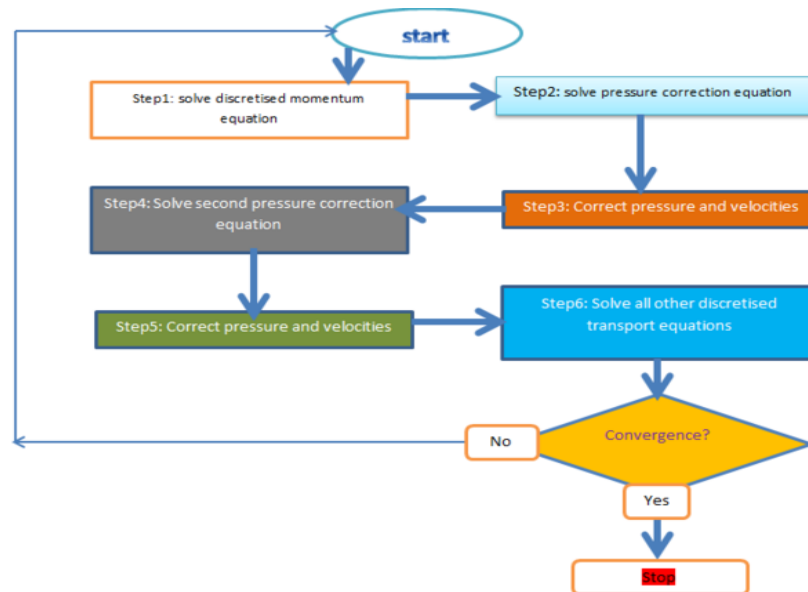 start
Step1: solve discretised momentum
equation
Step2: solve pressure correction equation
Step3: Correct pressure and velocities
Step4: Solve second pressure correction
equation
Step5: Correct pressure and velocities
Step6: Solve all other discretised
transport equations
Convergence?
No
Yes
Stop